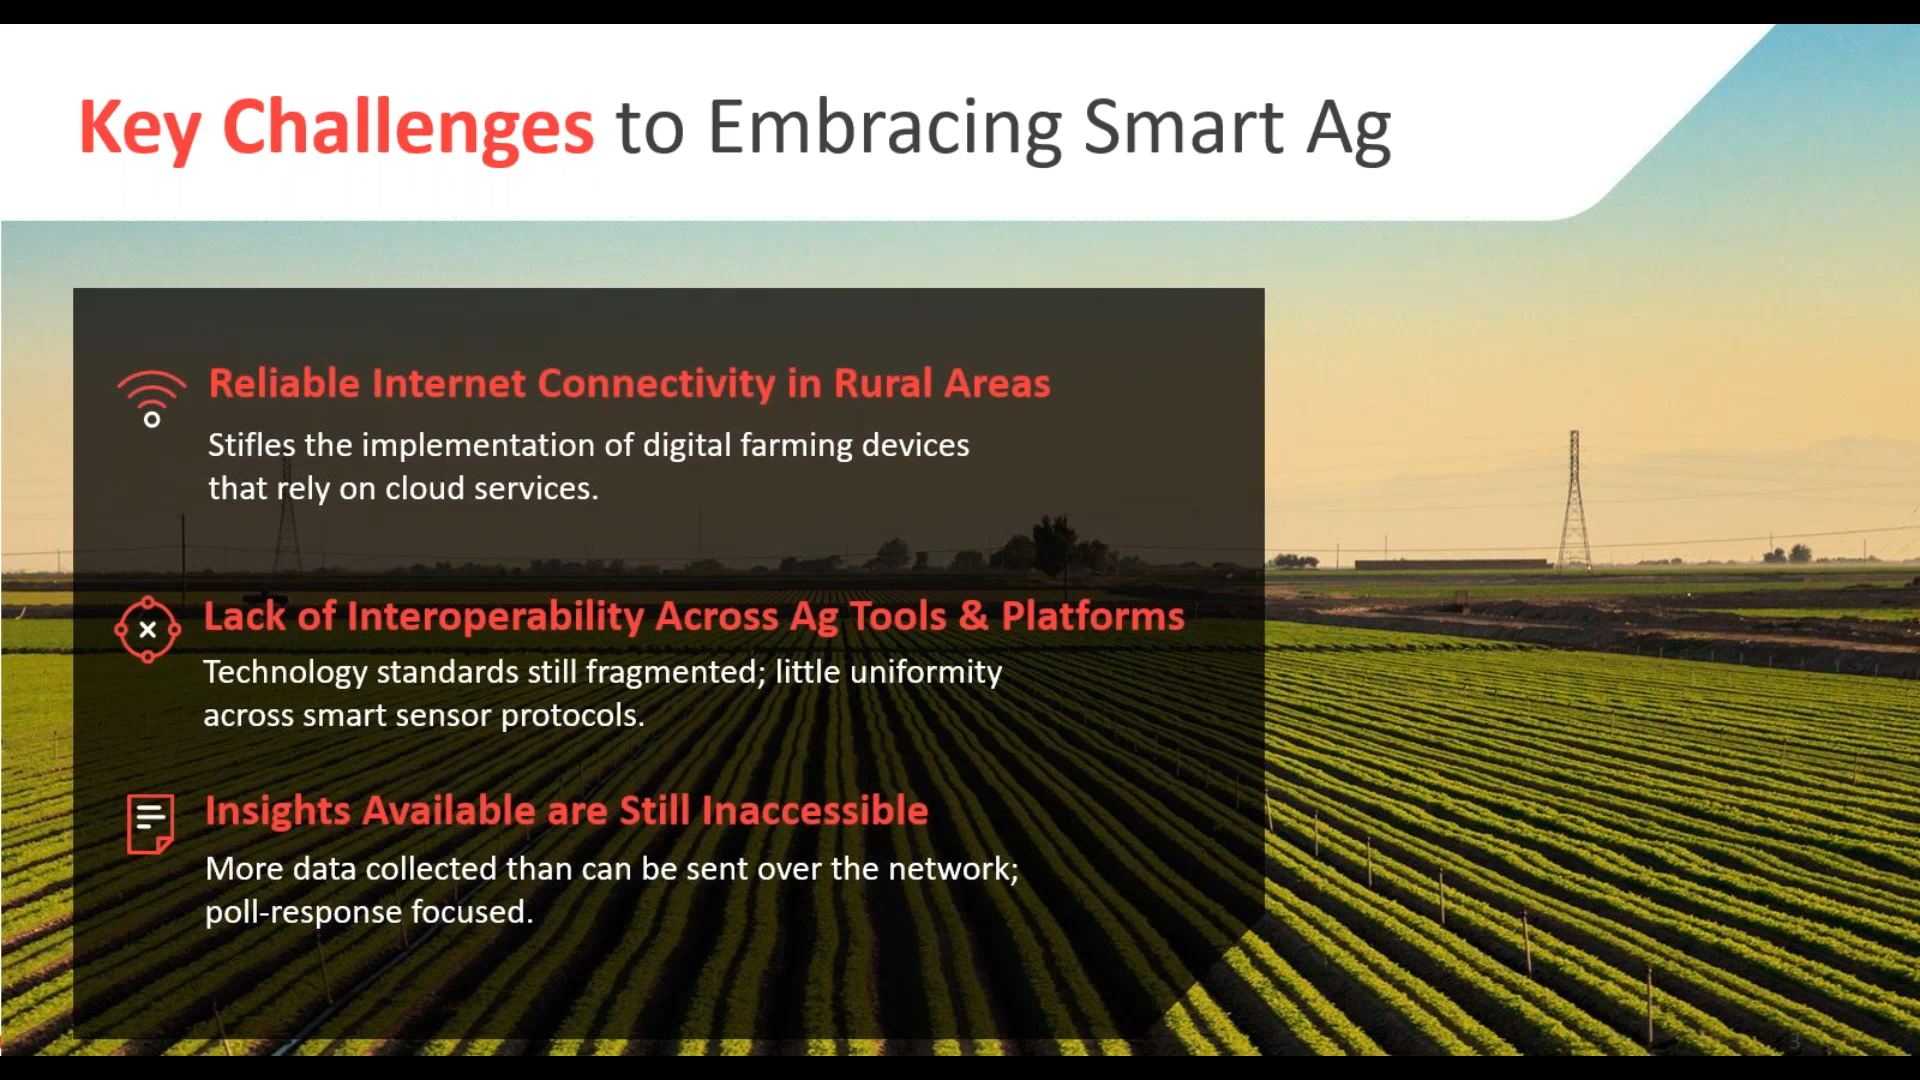 Key Challenges to Embracing Smart Ag
Reliable Internet Connectivity in Rural Areas
Stifles the implementation of digital farming devices
that rely on cloud services.
Lack of Interoperability Across Ag Tools & Platforms
Technology standards still fragmented; little uniformity
across smart sensor protocols.
Insights Available are Still Inaccessible
More data collected than can be sent over the network;
poll-response focused.
3